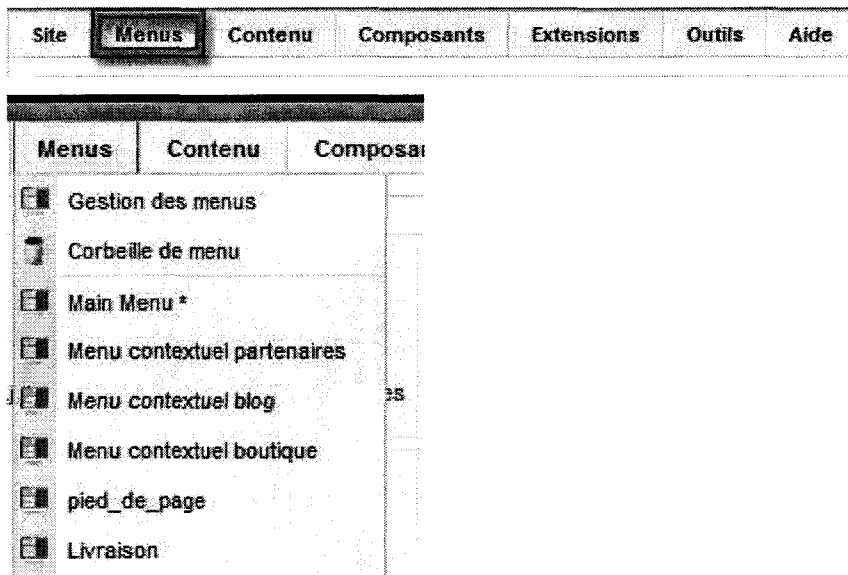 Site Menus Contenu Composants Extensions Outils Aide
Menus Contenu
Gestion des menus
Corbeille de menu
Main Menu *
Menu contextuel partenaires
Menu contextuel blog
Menu contextuel boutique
pied_de_page
Livraison